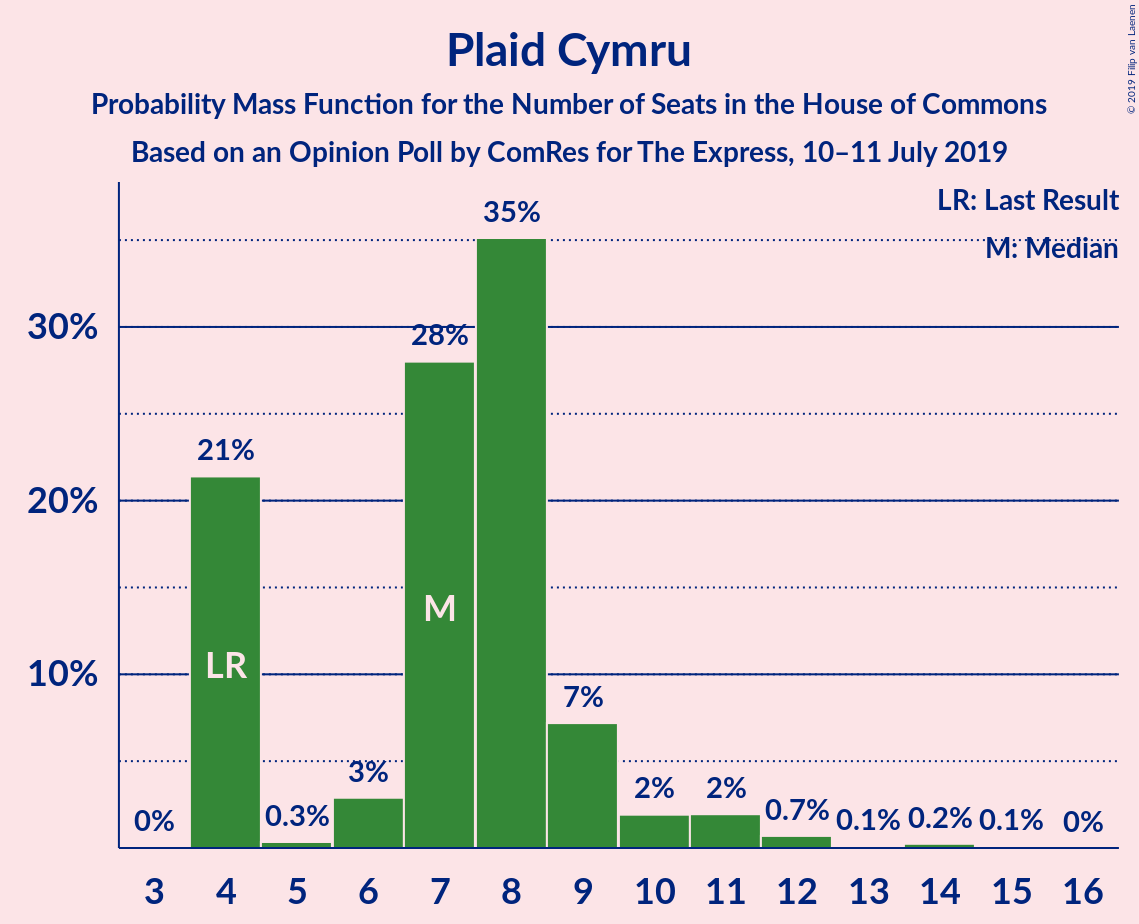 Plaid Cymru
Probability Mass Function for the Number of Seats in the House of Commons
Based on an Opinion Poll by ComRes for The Express, 10–11 July 2019
© 2019 Filip van Laenen
LR: Last Result
M: Median
30%
20%
10%
0%
21%
0.3%
3%
28%
35%
7%
2%
2%
0.7%
0.1%
0.2%
0.1%
0%
LR
M
3 4 5 6 7 8 9 10 11 12 13 14 15 16